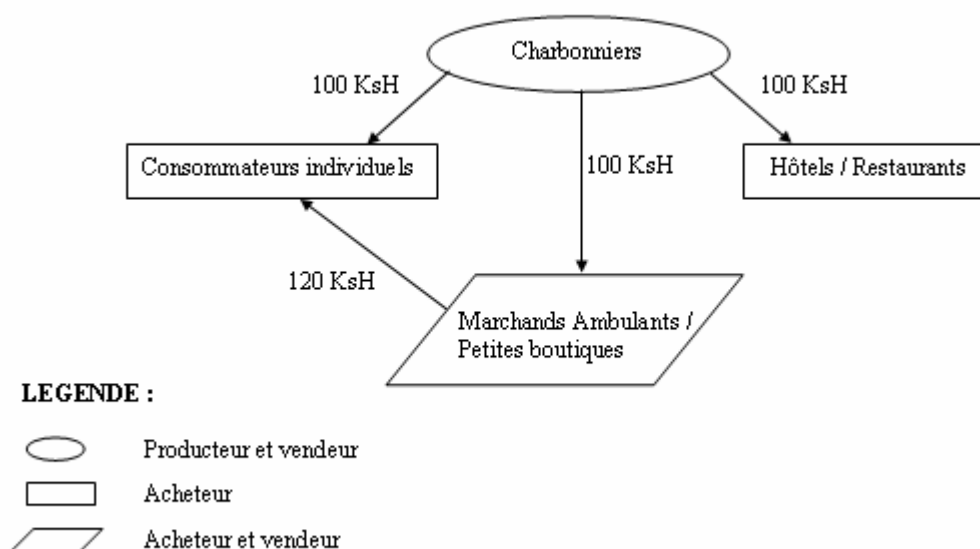 Charbonniers
100 KsH
100 KsH
Consommateurs individuels
100 KsH
Hôtels / Restaurants
120 KsH
Marchands Ambulants /
Petites boutiques
LEGENDE :
Producteur et vendeur
Acheteur
Acheteur et vendeur